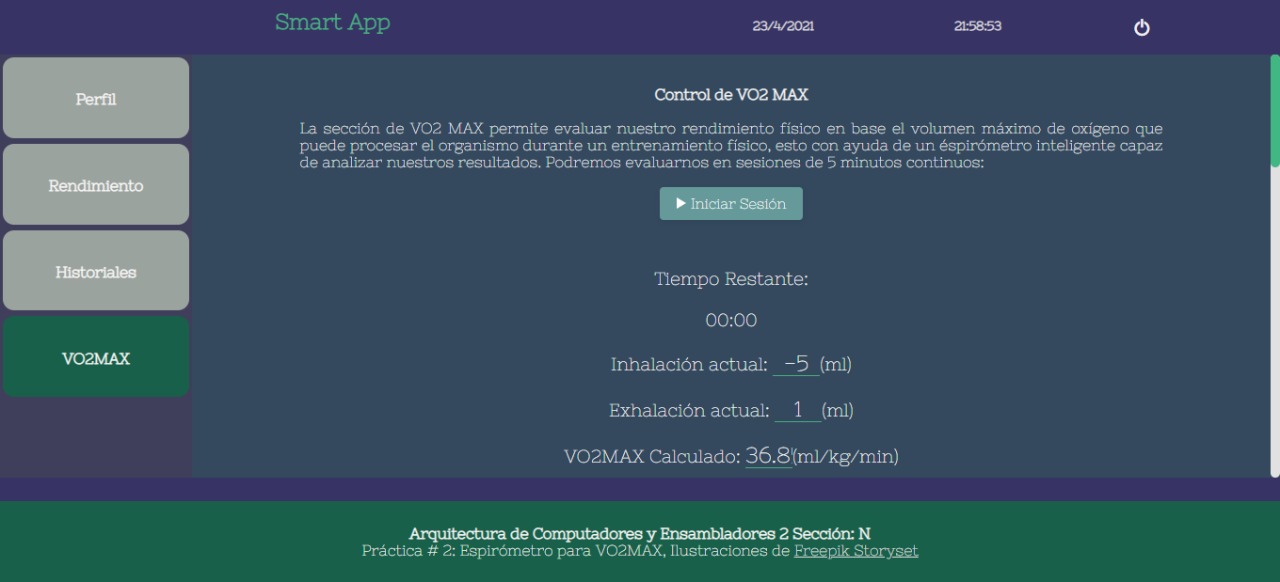 Smart App
23/4/2021
21:58:53
Perfil
Rendimiento
Historiales
VO2MAX
Control de VO2 MAX
La sección de VO2 MAX permite evaluar nuestro rendimiento físico en base el volumen máximo de oxígeno que
puede procesar el organismo durante un entrenamiento físico, esto con ayuda de un éspirómetro inteligente capaz
de analizar nuestros resultados. Podremos evaluarnos en sesiones de 5 minutos continuos:
Iniciar Sesión
Tiempo Restante:
00:00
Inhalación actual: -5 (ml)
Exhalación actual: 1 (ml)
VO2MAX Calculado: 36.8 (ml/kg/min)
Arquitectura de Computadores y Ensambladores 2 Sección: N
Práctica # 2: Espirómetro para VO2MAX, Ilustraciones de Freepik Storyset